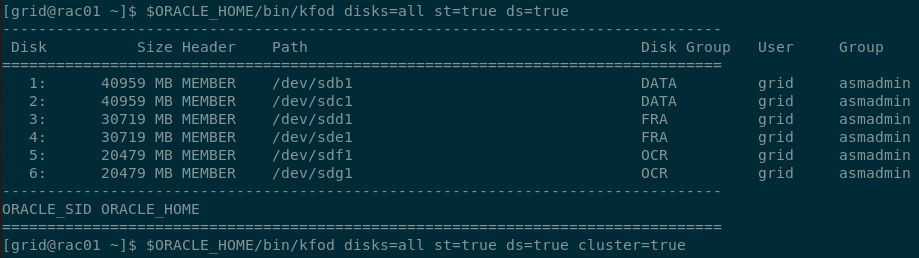 [grid@rac01 ~]$ $ORACLE_HOME/bin/kfod disks=all st=true ds=true
--------------------------------------------------------------------------------
 Disk          Size Header    Path                                     Disk Group   User     Group
================================================================================
   1:      40959 MB MEMBER    /dev/sdb1                                DATA         grid     asmadmin
   2:      40959 MB MEMBER    /dev/sdc1                                DATA         grid     asmadmin
   3:      30719 MB MEMBER    /dev/sdd1                                FRA          grid     asmadmin
   4:      30719 MB MEMBER    /dev/sde1                                FRA          grid     asmadmin
   5:      20479 MB MEMBER    /dev/sdf1                                OCR          grid     asmadmin
   6:      20479 MB MEMBER    /dev/sdg1                                OCR          grid     asmadmin
--------------------------------------------------------------------------------
ORACLE_SID ORACLE_HOME
================================================================================
[grid@rac01 ~]$ $ORACLE_HOME/bin/kfod disks=all st=true ds=true cluster=true